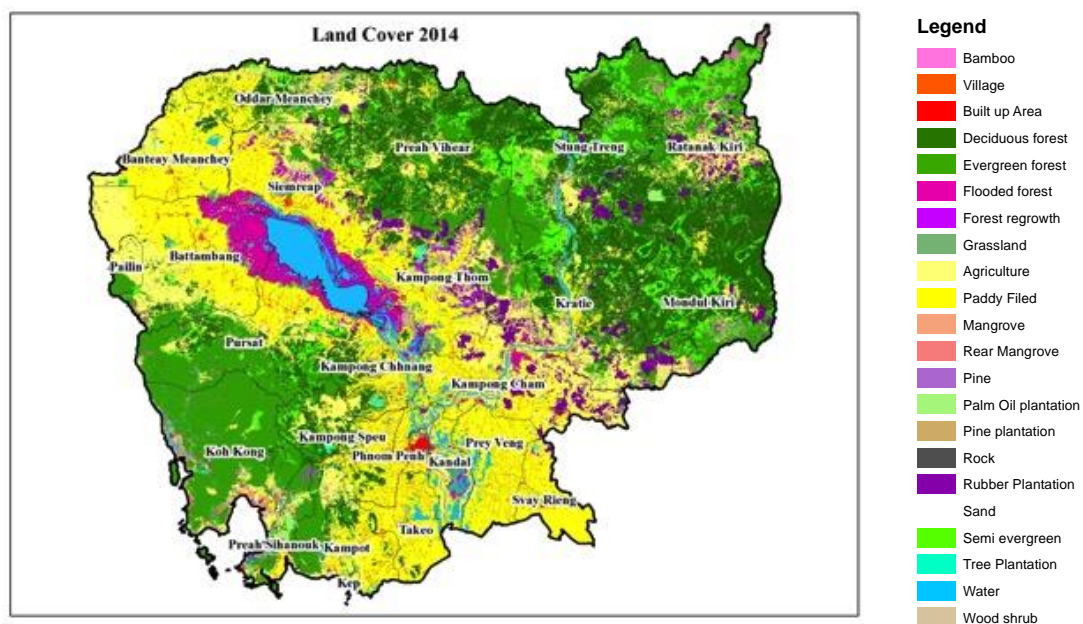 Land Cover 2014
Oddar Meanchey
Preah Vihear
Stung Treng
Ratanak Kiri
Banteay Meanchey
Siemreap
Battambang
Pailin
Kampong Thom
Kratie
Mondul Kiri
Pursat
Kampong Chhnang
Kampong Cham
Kampong Speu
Koh Kong
Phnom Penh
Kandal
Prey Veng
Svay Rieng
Takeo
Preah Sihanouk
Kampot
Kep
Legend
Bamboo
Village
Built up Area
Deciduous forest
Evergreen forest
Flooded forest
Forest regrowth
Grassland
Agriculture
Paddy Filed
Mangrove
Rear Mangrove
Pine
Palm Oil plantation
Pine plantation
Rock
Rubber Plantation
Sand
Semi evergreen
Tree Plantation
Water
Wood shrub